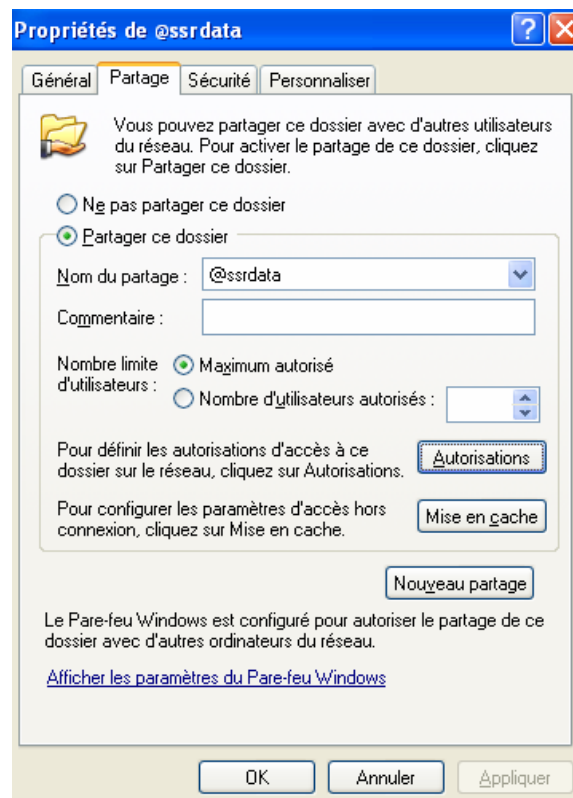 Propriétés de @ssrdata
Général Partage Sécurité Personnaliser
Vous pouvez partager ce dossier avec d'autres utilisateurs
du réseau. Pour activer le partage de ce dossier, cliquez
sur Partager ce dossier.
Ne pas partager ce dossier
Partager ce dossier
Nom du partage : @ssrdata
Commentaire :
Nombre limite
d'utilisateurs :
Maximum autorisé
Nombre d'utilisateurs autorisés :
Pour définir les autorisations d'accès à ce
dossier sur le réseau, cliquez sur Autorisations.
Autorisations
Pour configurer les paramètres d'accès hors
connexion, cliquez sur Mise en cache.
Mise en cache
Nouveau partage
Le Pare-feu Windows est configuré pour autoriser le partage de ce
dossier avec d'autres ordinateurs du réseau.
Afficher les paramètres du Pare-feu Windows
OK Annuler Appliquer